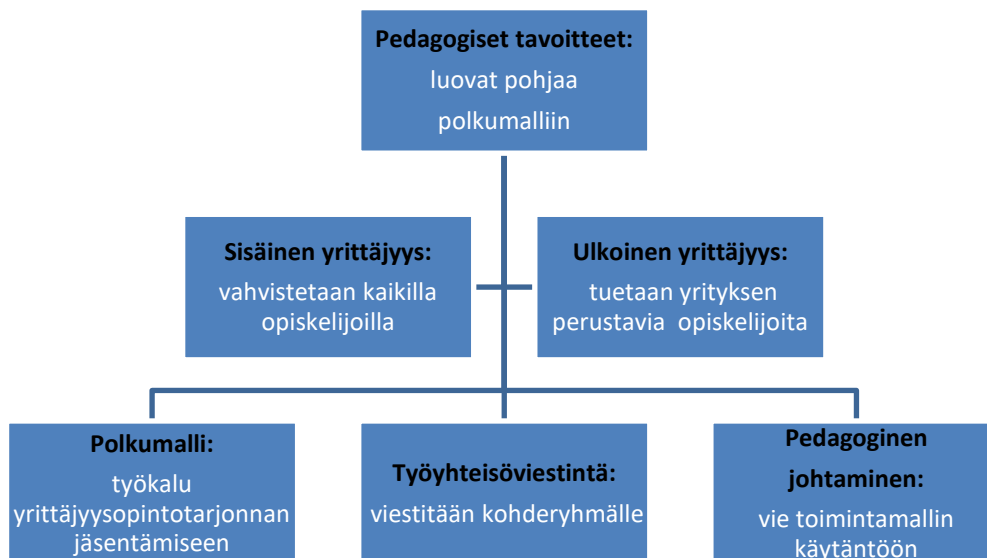 Pedagogiset tavoitteet:
luovat pohjaa
polkumalliin
Sisäinen yrittäjyys:
vahvistetaan kaikilla
opiskelijoilla
Ulkoinen yrittäjyys:
tuetaan yrityksen
perustavia opiskelijoita
Polkumalli:
työkalu
yrittäjyysopintotarjonnan
jäsentämiseen
Työyhteisöviestintä:
viestitään kohderyhmälle
Pedagoginen
johtaminen:
vie toimintamallin
käytäntöön